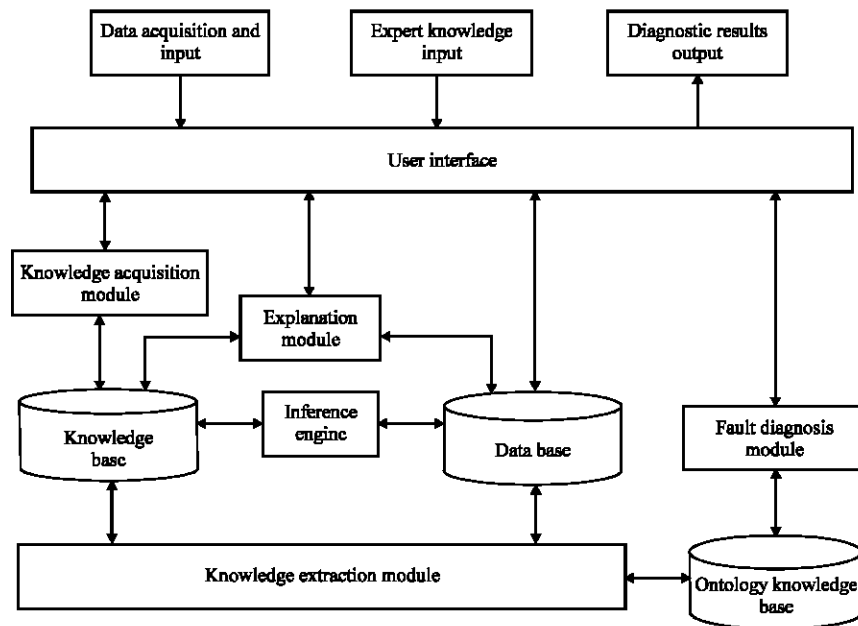 Data acquisition and
input
Expert knowledge
input
Diagnostic results
output
User interface
Knowledge acquisition
module
Explanation
module
Knowledge
base
Inference
engine
Data base
Fault diagnosis
module
Knowledge extraction module
Ontology knowledge
base